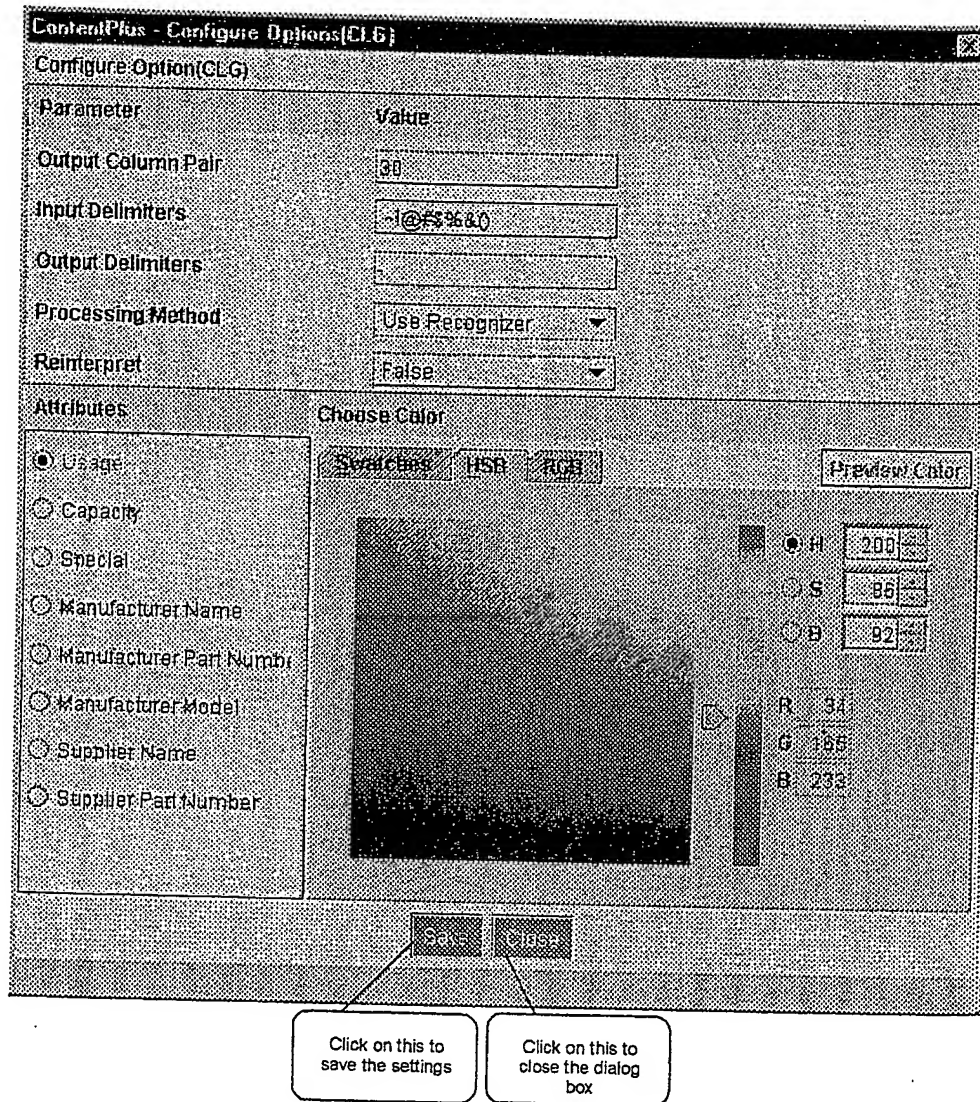 ContentPlus - Configure Options(CLG)
Configure Option(CLG)
Parameter Value
Output Column Pair 30
Input Delimiters ~!@#$%&()
Output Delimiters
Processing Method Use Recognizer
Reinterpret False
Attributes Choose Color
Usage
Capacity
Special
Manufacturer Name
Manufacturer Part Numbe
Manufacturer Model
Supplier Name
Supplier Part Number
Swatches HSB RGB Preview Color
H 200
S 86
B 92
R 34
G
B 233
Save Close
Click on this to
save the settings
Click on this to
close the dialog
box